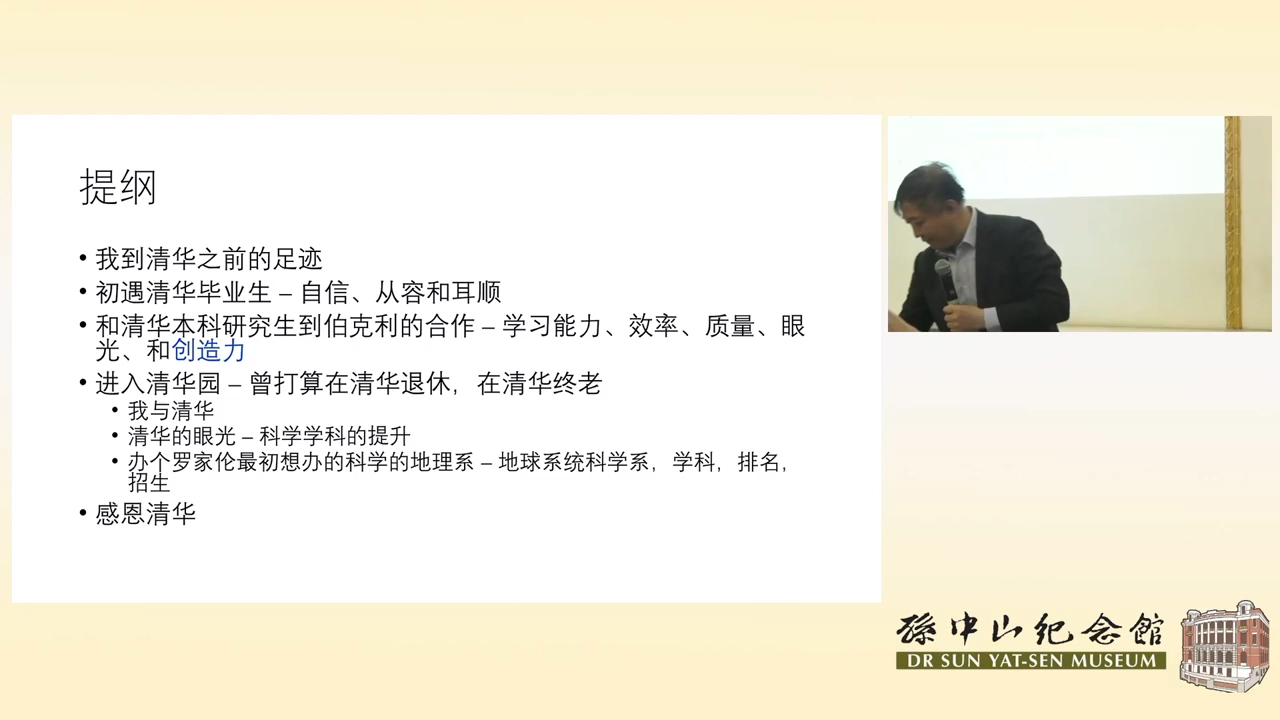 提纲
• 我到清华之前的足迹
• 初遇清华毕业生 – 自信、从容和耳顺
• 和清华本科研究生到伯克利的合作 – 学习能力、效率、质量、眼
光、和创造力
• 进入清华园 – 曾打算在清华退休，在清华终老
• 我与清华
• 清华的眼光 – 科学学科的提升
• 办个罗家伦最初想办的科学的地理系 – 地球系统科学系，学科，排名，
招生
• 感恩清华
孫中山紀念館
DR SUN YAT-SEN MUSEUM